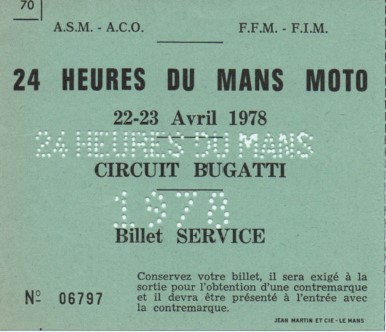 70
A.S.M. - A.C.O. F.F.M. - F.I.M.
24 HEURES DU MANS MOTO
22-23 Avril 1978
24 HEURES DU MANS
CIRCUIT BUGATTI
1978
Billet SERVICE
Conservez votre billet, il sera exigé à la
sortie pour l'obtention d'une contremarque
et il devra être présenté à l'entrée avec
la contremarque.
Nº 06797
JEAN MARTIN ET CIE - LE MANS